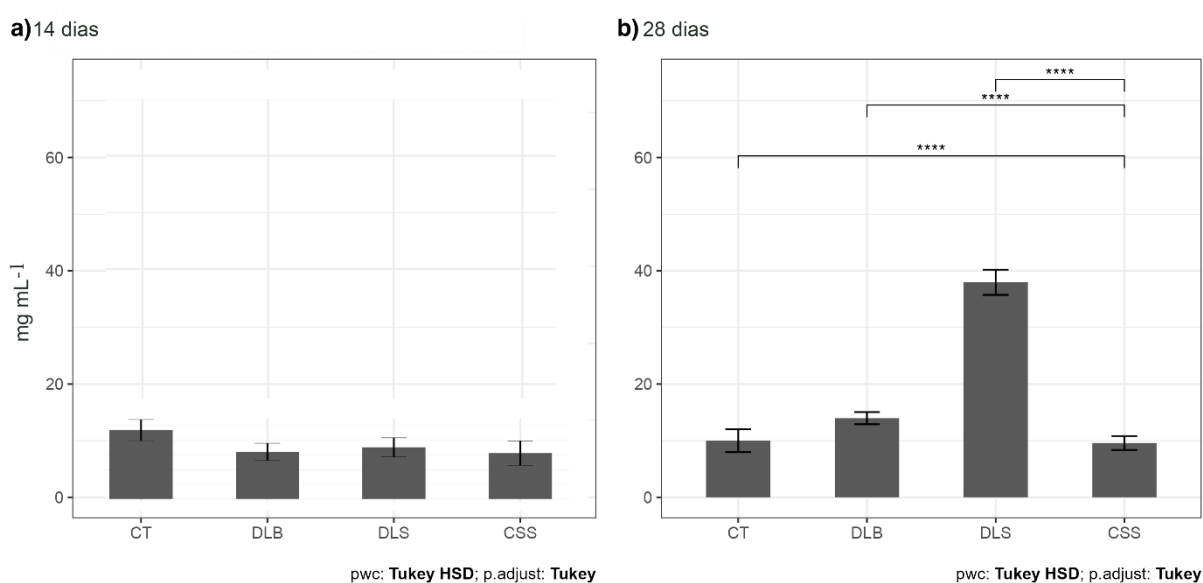 a) 14 dias
b) 28 dias
mg mL-1
60
40
20
0
CT DLB DLS CSS
pwc: Tukey HSD; p.adjust: Tukey
****
****
****
60
40
20
0
CT DLB DLS CSS
pwc: Tukey HSD; p.adjust: Tukey